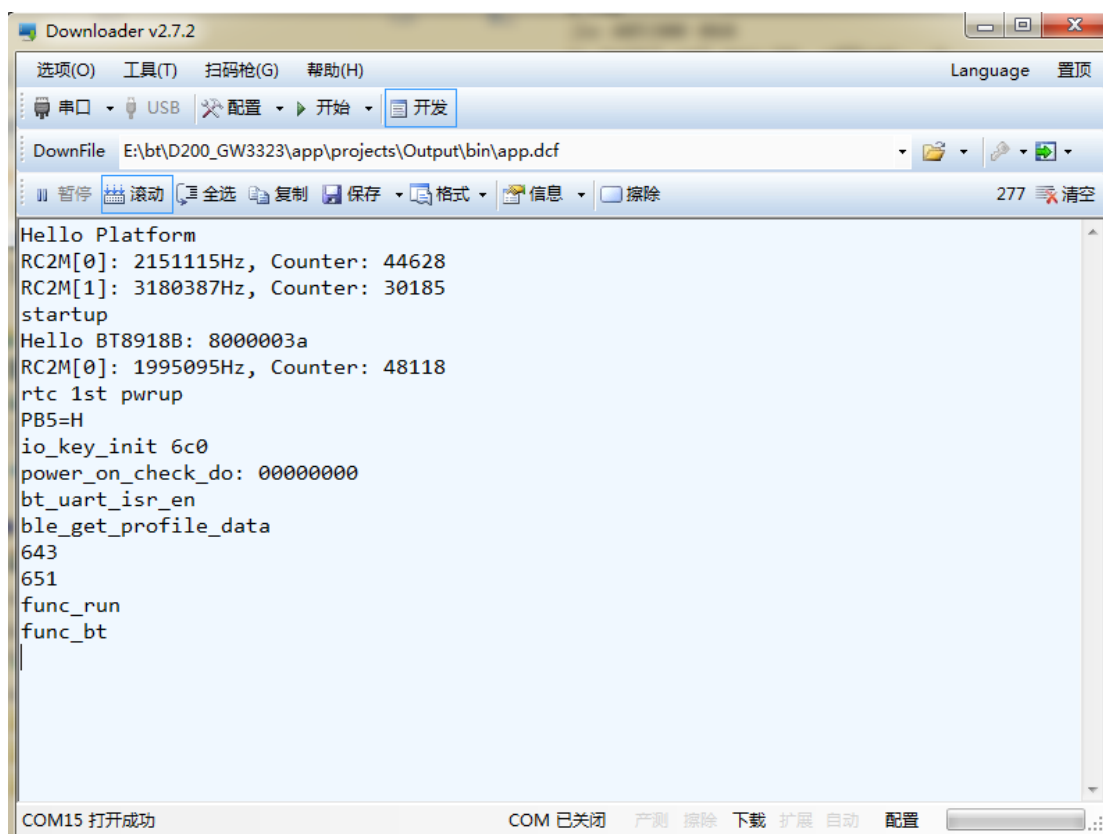 Downloader v2.7.2
选项(O) 工具(T) 扫码枪(G) 帮助(H) Language 置顶
串口 USB 配置 开始 开发
DownFile E:\bt\D200_GW3323\app\projects\Output\bin\app.dcf
暂停 滚动 全选 复制 保存 格式 信息 擦除 277 清空
Hello Platform
RC2M[0]: 2151115Hz, Counter: 44628
RC2M[1]: 3180387Hz, Counter: 30185
startup
Hello BT8918B: 8000003a
RC2M[0]: 1995095Hz, Counter: 48118
rtc 1st pwrup
PB5=H
io_key_init 6c0
power_on_check_do: 00000000
bt_uart_isr_en
ble_get_profile_data
643
651
func_run
func_bt
COM15 打开成功 COM 已关闭 产测 擦除 下载 扩展 自动 配置